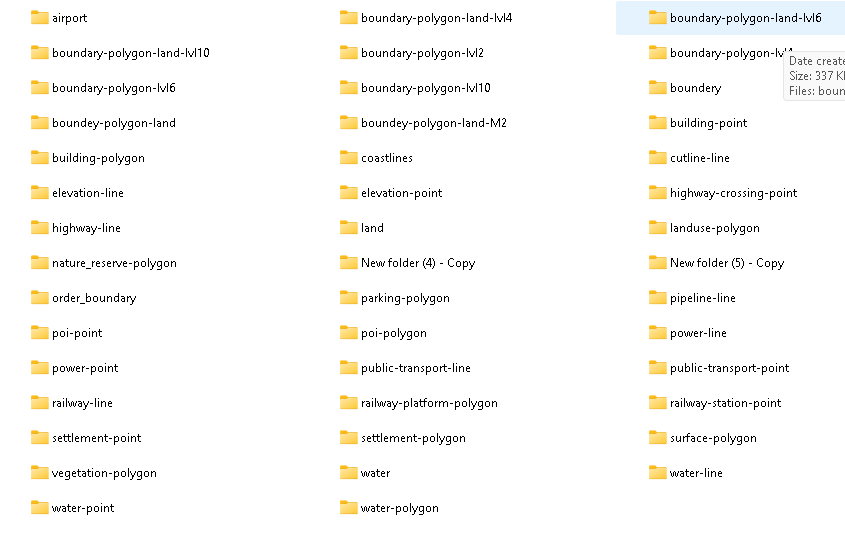 airport
boundary-polygon-land-lvl4
boundary-polygon-land-lvl6
boundary-polygon-land-lvl10
boundary-polygon-lvl2
boundary-polygon-lvl4
boundary-polygon-lvl6
boundary-polygon-lvl10
boundery
boundey-polygon-land
boundey-polygon-land-M2
building-point
building-polygon
coastlines
cutline-line
elevation-line
elevation-point
highway-crossing-point
highway-line
land
landuse-polygon
nature_reserve-polygon
New folder (4) - Copy
New folder (5) - Copy
order_boundary
parking-polygon
pipeline-line
poi-point
poi-polygon
power-line
power-point
public-transport-line
public-transport-point
railway-line
railway-platform-polygon
railway-station-point
settlement-point
settlement-polygon
surface-polygon
vegetation-polygon
water
water-line
water-point
water-polygon
Date create
Size: 337 K
Files: boun